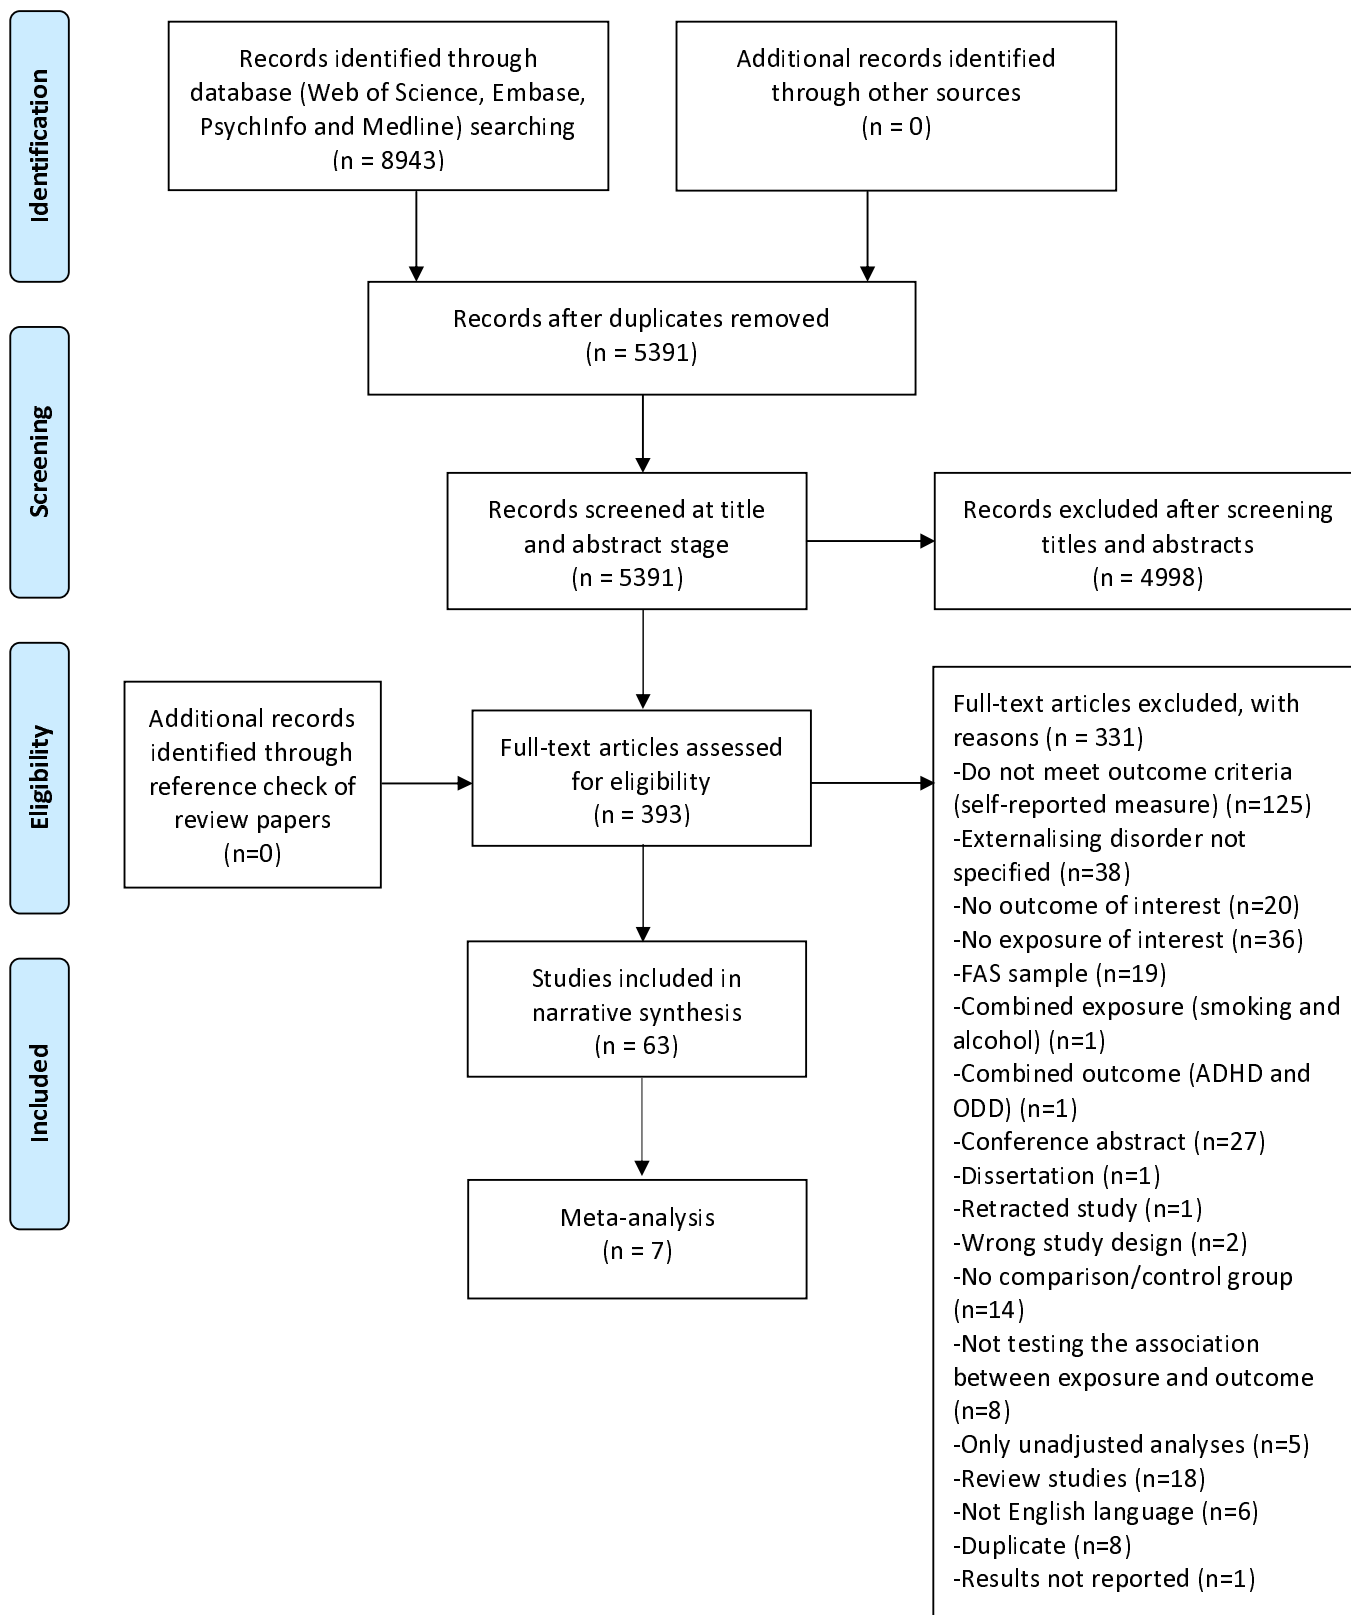 Identification
Records identified through
database (Web of Science, Embase,
PsychInfo and Medline) searching
(n = 8943)
Additional records identified
through other sources
(n = 0)
Records after duplicates removed
(n = 5391)
Screening
Records screened at title
and abstract stage
(n = 5391)
Records excluded after screening
titles and abstracts
(n = 4998)
Eligibility
Additional records
identified through
reference check of
review papers
(n=0)
Full-text articles assessed
for eligibility
(n = 393)
Full-text articles excluded, with
reasons (n = 331)
-Do not meet outcome criteria
(self-reported measure) (n=125)
-Externalising disorder not
specified (n=38)
-No outcome of interest (n=20)
-No exposure of interest (n=36)
-FAS sample (n=19)
-Combined exposure (smoking and
alcohol) (n=1)
-Combined outcome (ADHD and
ODD) (n=1)
-Conference abstract (n=27)
-Dissertation (n=1)
-Retracted study (n=1)
-Wrong study design (n=2)
-No comparison/control group
(n=14)
-Not testing the association
between exposure and outcome
(n=8)
-Only unadjusted analyses (n=5)
-Review studies (n=18)
-Not English language (n=6)
-Duplicate (n=8)
-Results not reported (n=1)
Included
Studies included in
narrative synthesis
(n = 63)
Meta-analysis
(n = 7)